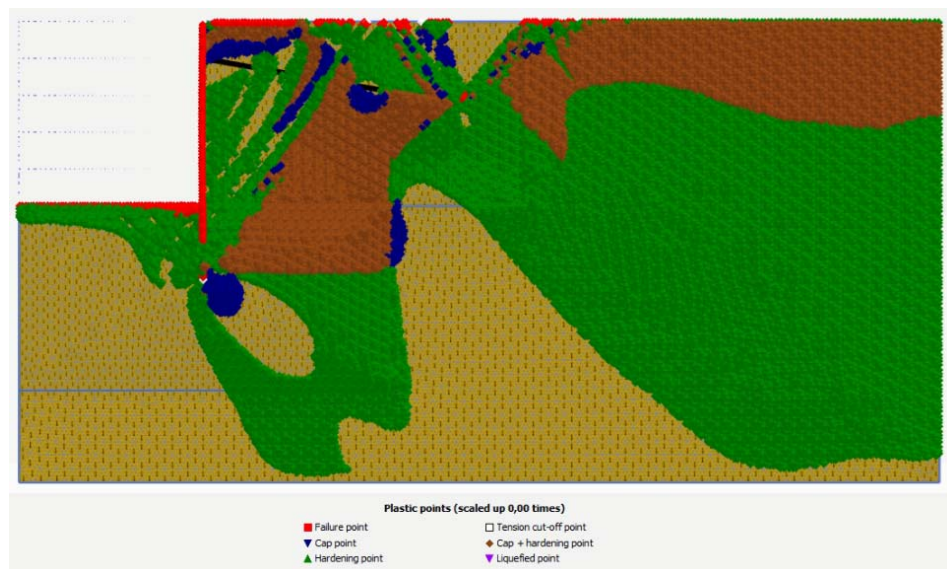 Plastic points (scaled up 0,00 times)
Failure point
Tension cut-off point
Cap point
Cap + hardening point
Hardening point
Liquefied point